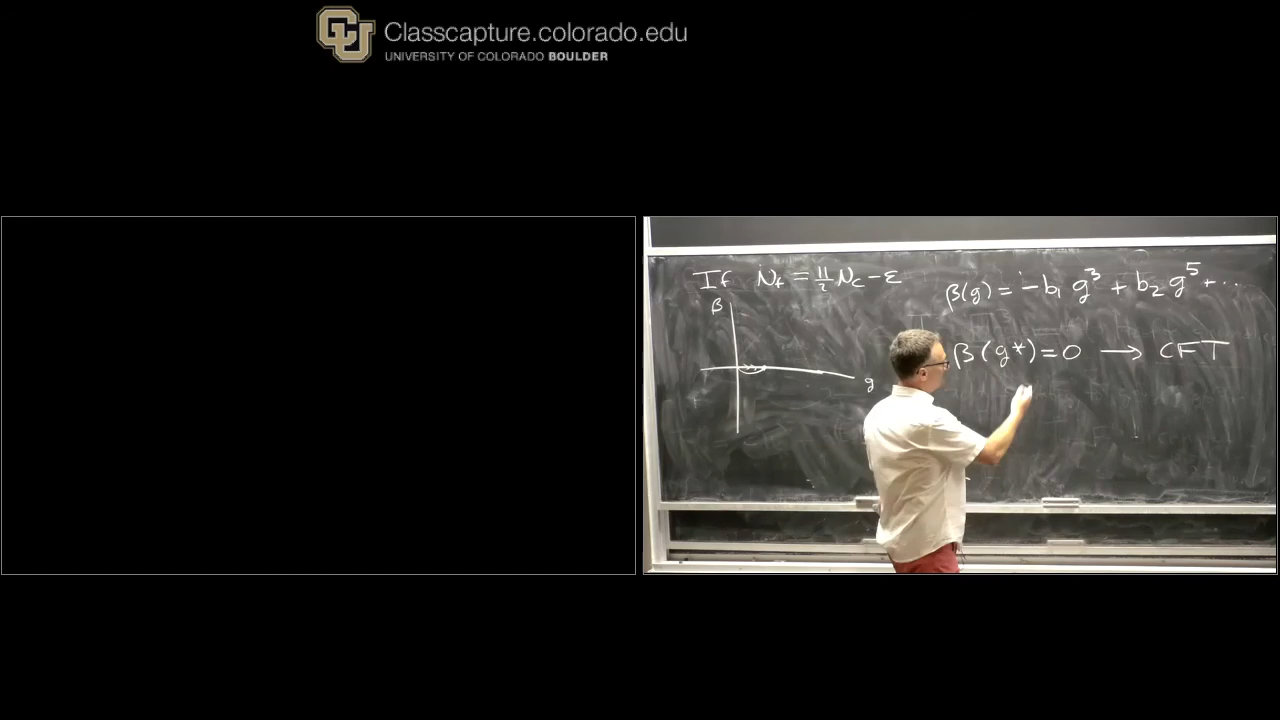 Classcapture.colorado.edu
UNIVERSITY OF COLORADO BOULDER
If N_f = 11/2 N_c - ε
β(g) = -b_1 g^3 + b_2 g^5 + ...
β
β(g*) = 0 → CFT
g